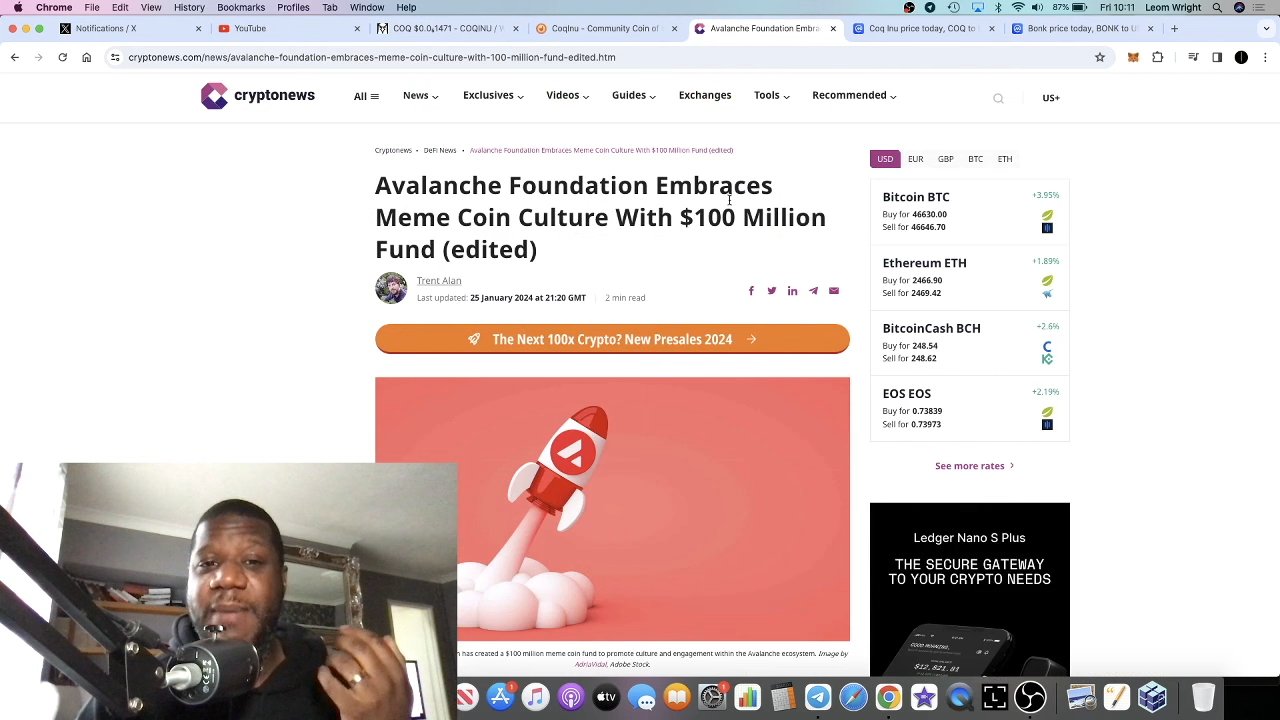 Chrome File Edit View History Bookmarks Profiles Tab Window Help
87% Fri 10:11 Leom Wright
Notifications / X
YouTube
COQINU /
CoqInu - Community Coin of
Avalanche Foundation Embrac
Coq Inu price today, COQ to
Bonk price today, BONK to US
cryptonews.com/news/avalanche-foundation-embraces-meme-coin-culture-with-100-million-fund-edited.htm
cryptonews
All
News
Exclusives
Videos
Guides
Exchanges
Tools
Recommended
US+
Cryptonews • DeFi News • Avalanche Foundation Embraces Meme Coin Culture With $100 Million Fund (edited)
Avalanche Foundation Embraces
Meme Coin Culture With $100 Million
Fund (edited)
Trent Alan
Last updated: 25 January 2024 at 21:20 GMT
2 min read
The Next 100x Crypto? New Presales 2024
has created a $100 million meme coin fund to promote culture and engagement within the Avalanche ecosystem. Image by
AdriaVidal, Adobe Stock.
USD EUR GBP BTC ETH
Bitcoin BTC +3.95%
Buy for 46630.00
Sell for 46646.70
Ethereum ETH +1.89%
Buy for 2466.90
Sell for 2469.42
BitcoinCash BCH +2.6%
Buy for 248.54
Sell for 248.62
EOS EOS +2.19%
Buy for 0.73839
Sell for 0.73973
See more rates
Ledger Nano S Plus
THE SECURE GATEWAY
TO YOUR CRYPTO NEEDS
$12,821.81
tv